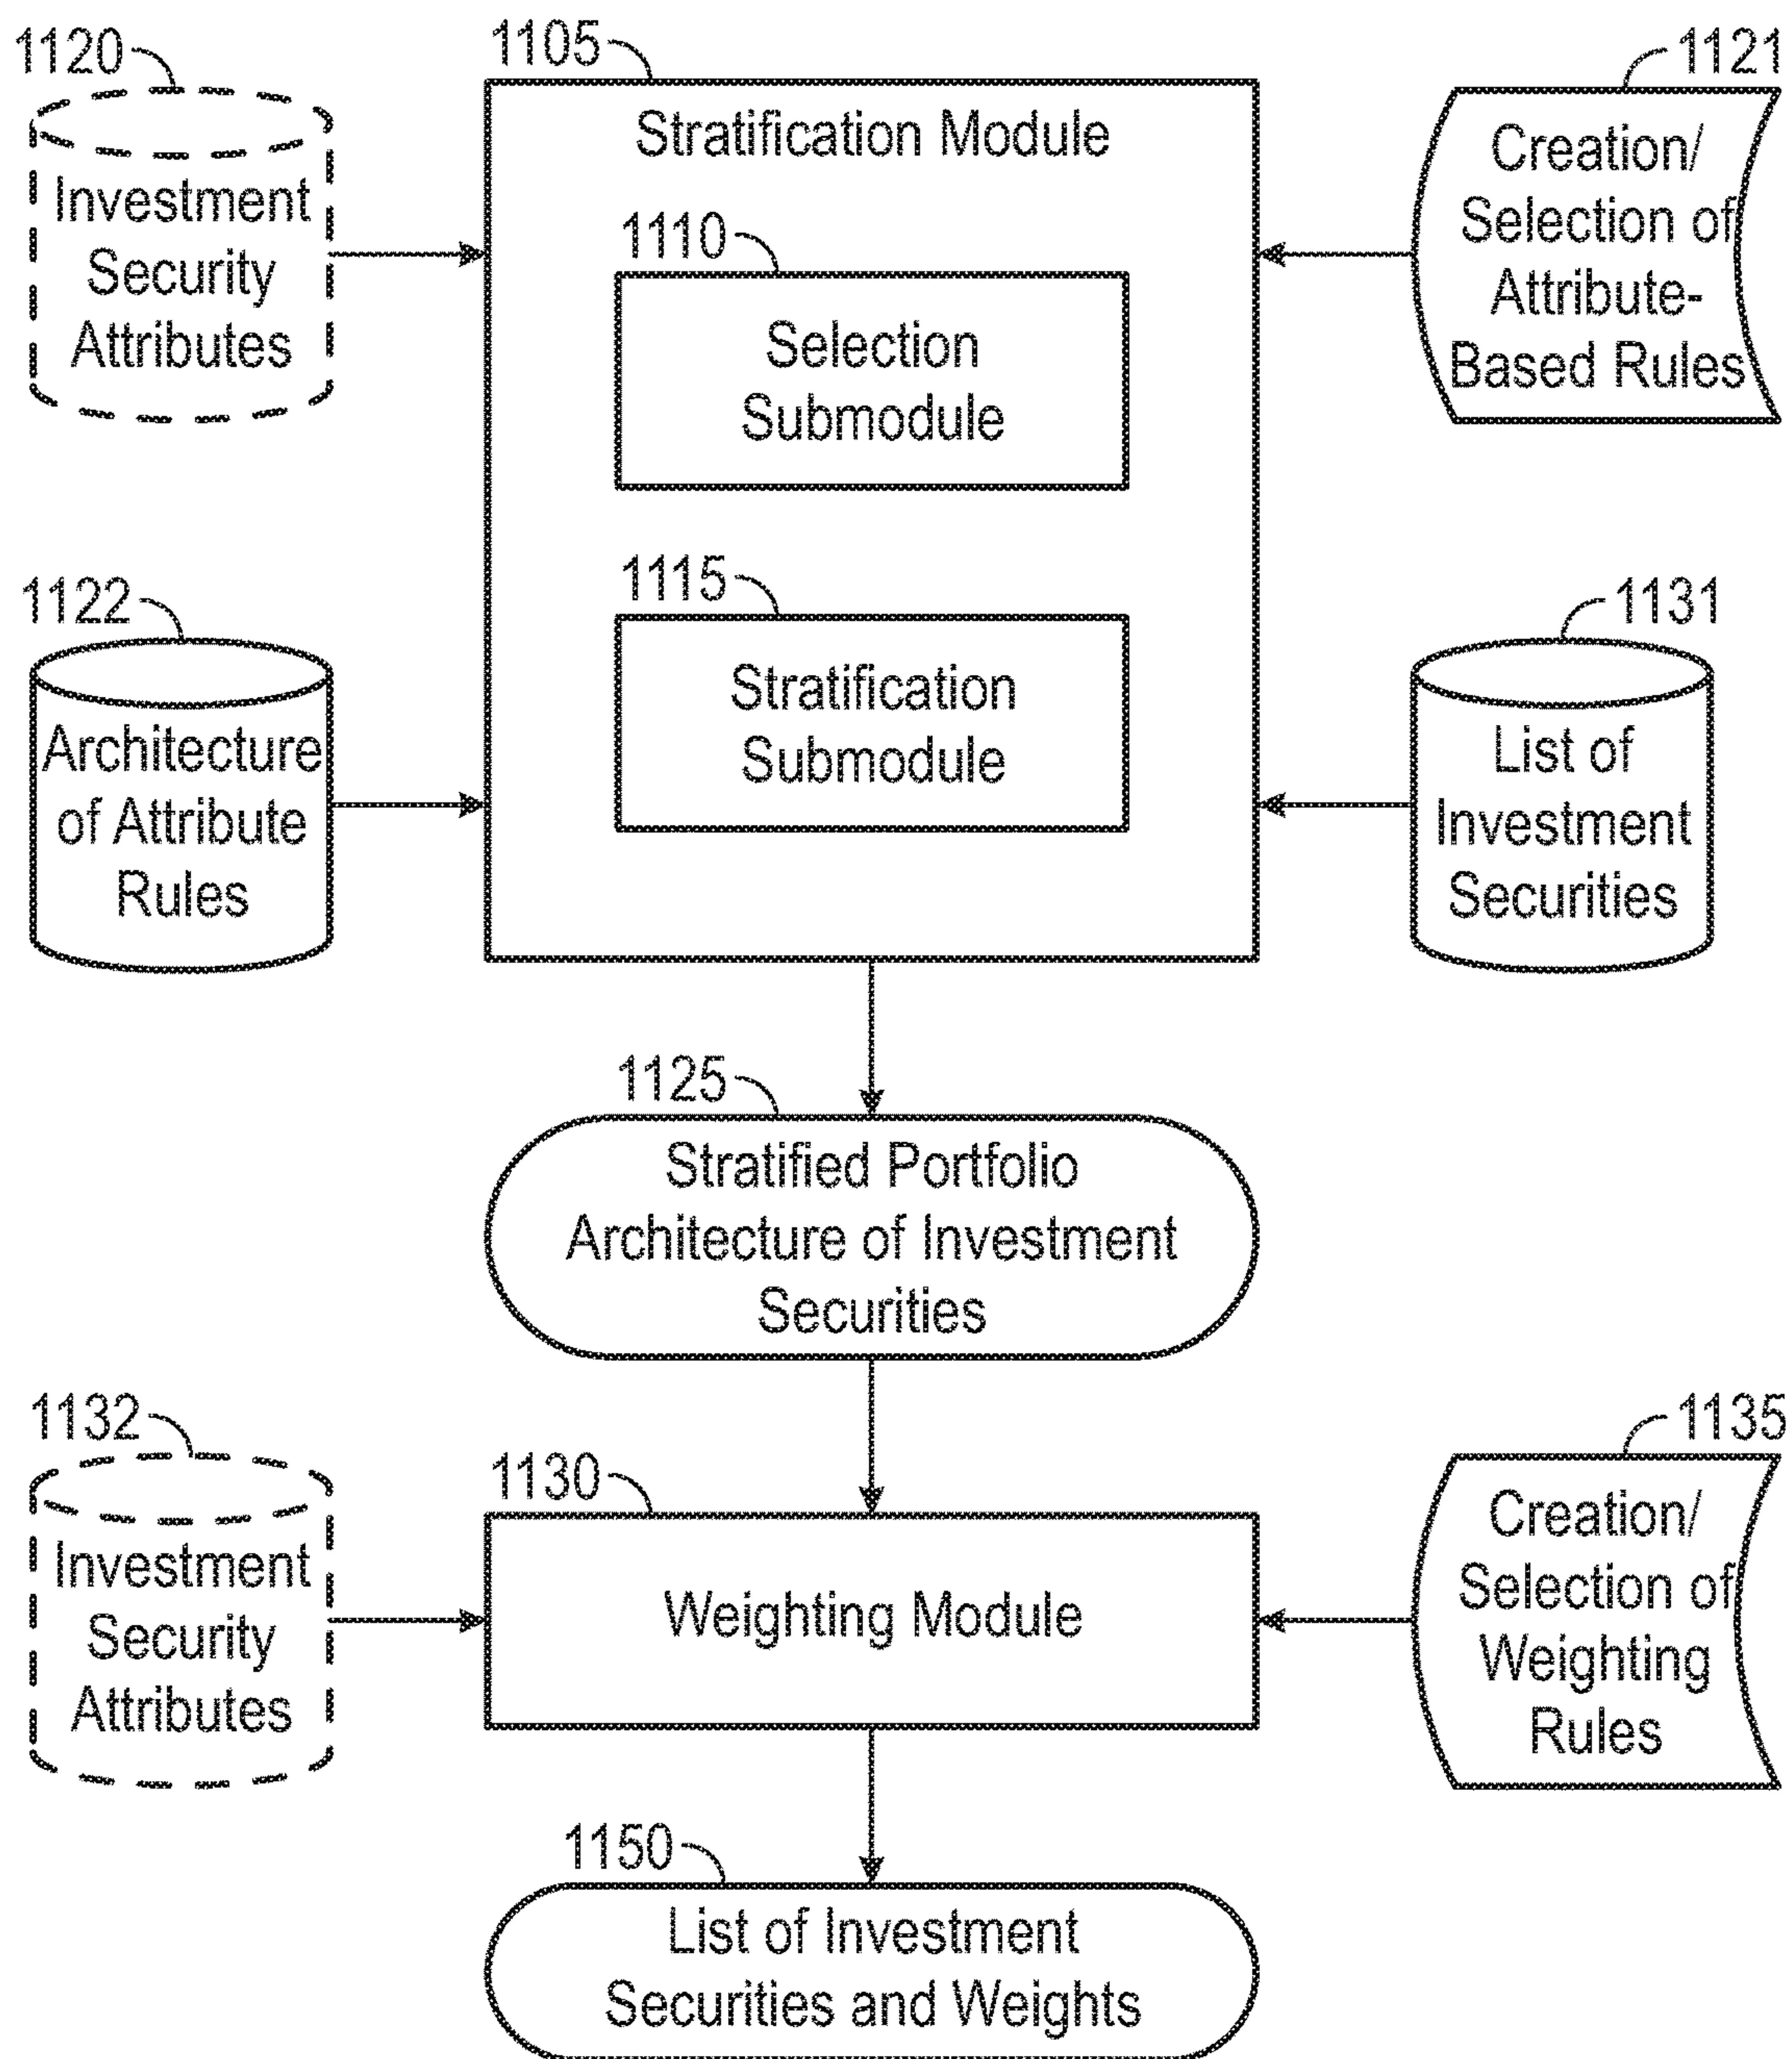 1120
1105
1121
Investment
Security
Attributes
Stratification Module
Creation/
Selection of
Attribute-
Based Rules
1110
Selection
Submodule
1122
1115
1131
Architecture
of Attribute
Rules
Stratification
Submodule
List of
Investment
Securities
1125
Stratified Portfolio
Architecture of Investment
Securities
1132
1130
1135
Investment
Security
Attributes
Weighting Module
Creation/
Selection of
Weighting
Rules
1150
List of Investment
Securities and Weights